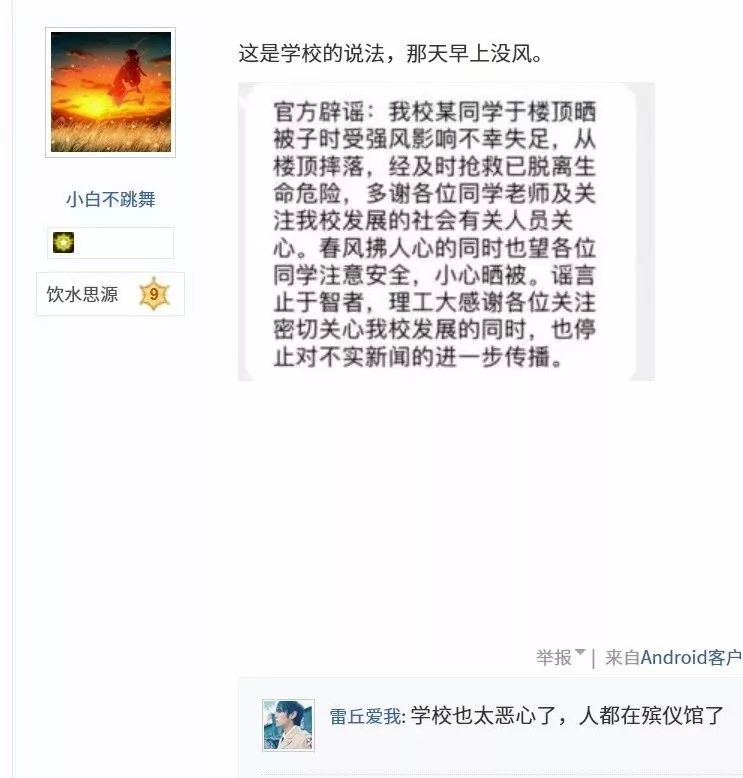 这是学校的说法，那天早上没风。
官方辟谣：我校某同学于楼顶晒
被子时受强风影响不幸失足，从
楼顶摔落，经及时抢救已脱离生
命危险，多谢各位同学老师及关
注我校发展的社会有关人员关
心。春风拂人心的同时也望各位
同学注意安全，小心晒被。谣言
止于智者，理工大感谢各位关注
密切关心我校发展的同时，也停
止对不实新闻的进一步传播。
小白不跳舞
饮水思源 9
举报 | 来自Android客户
雷丘爱我: 学校也太恶心了，人都在殡仪馆了